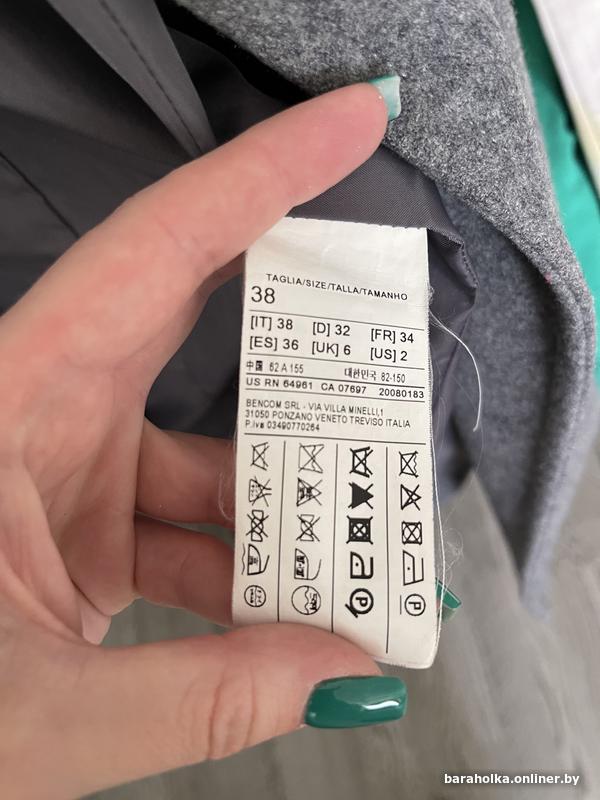 TAGLIA/SIZE/TALLA/TAMANHO
38
[IT] 38 [D] 32 [FR] 34
[ES] 36 [UK] 6 [US] 2
中国 62 A 155 대한민국 82-150
US RN 64961 CA 07697 20080183
BENCOM SRL - VIA VILLA MINELLI,1
31050 PONZANO VENETO TREVISO ITALIA
P.iva 03490770264
P
P
baraholka.onliner.by